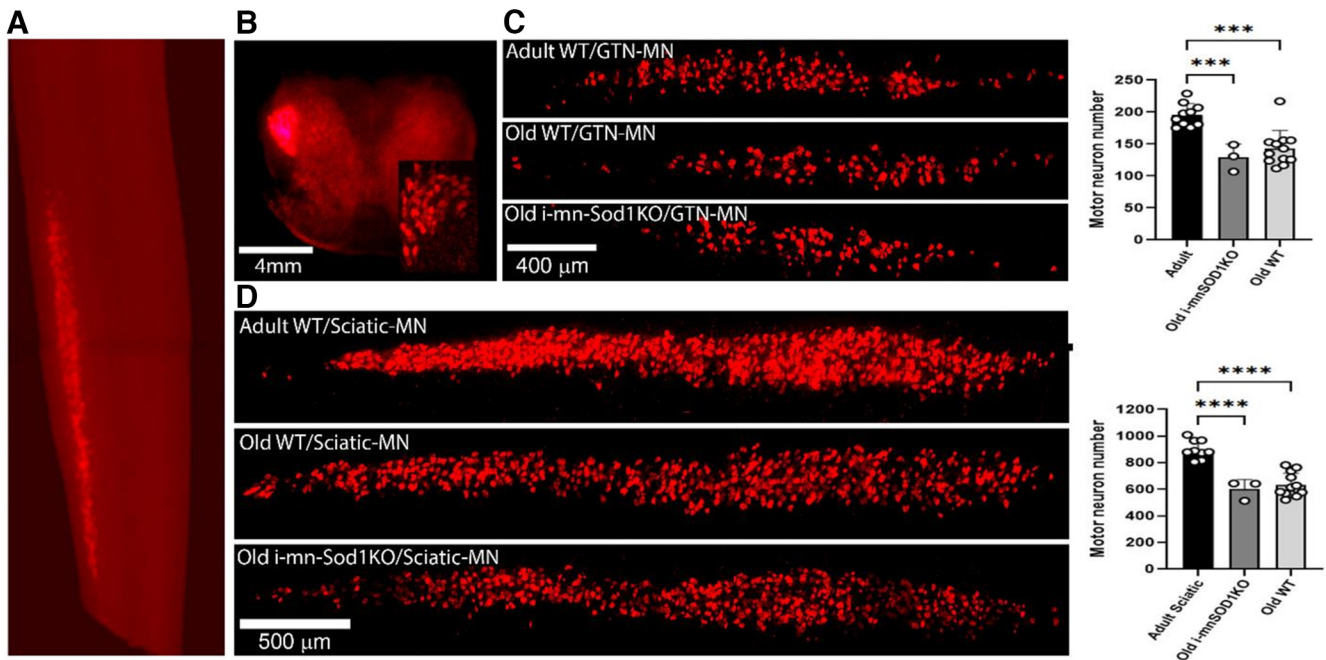 A
B
4mm
C
Adult WT/GTN-MN
Old WT/GTN-MN
Old i-mn-Sod1KO/GTN-MN
400 μm
***
***
Motor neuron number
250
200
150
100
50
0
Adult
Old i-mnSOD1KO
Old WT
D
Adult WT/Sciatic-MN
Old WT/Sciatic-MN
Old i-mn-Sod1KO/Sciatic-MN
500 μm
****
****
Motor neuron number
1200
1000
800
600
400
200
0
Adult Sciatic
Old i-mnSOD1KO
Old WT